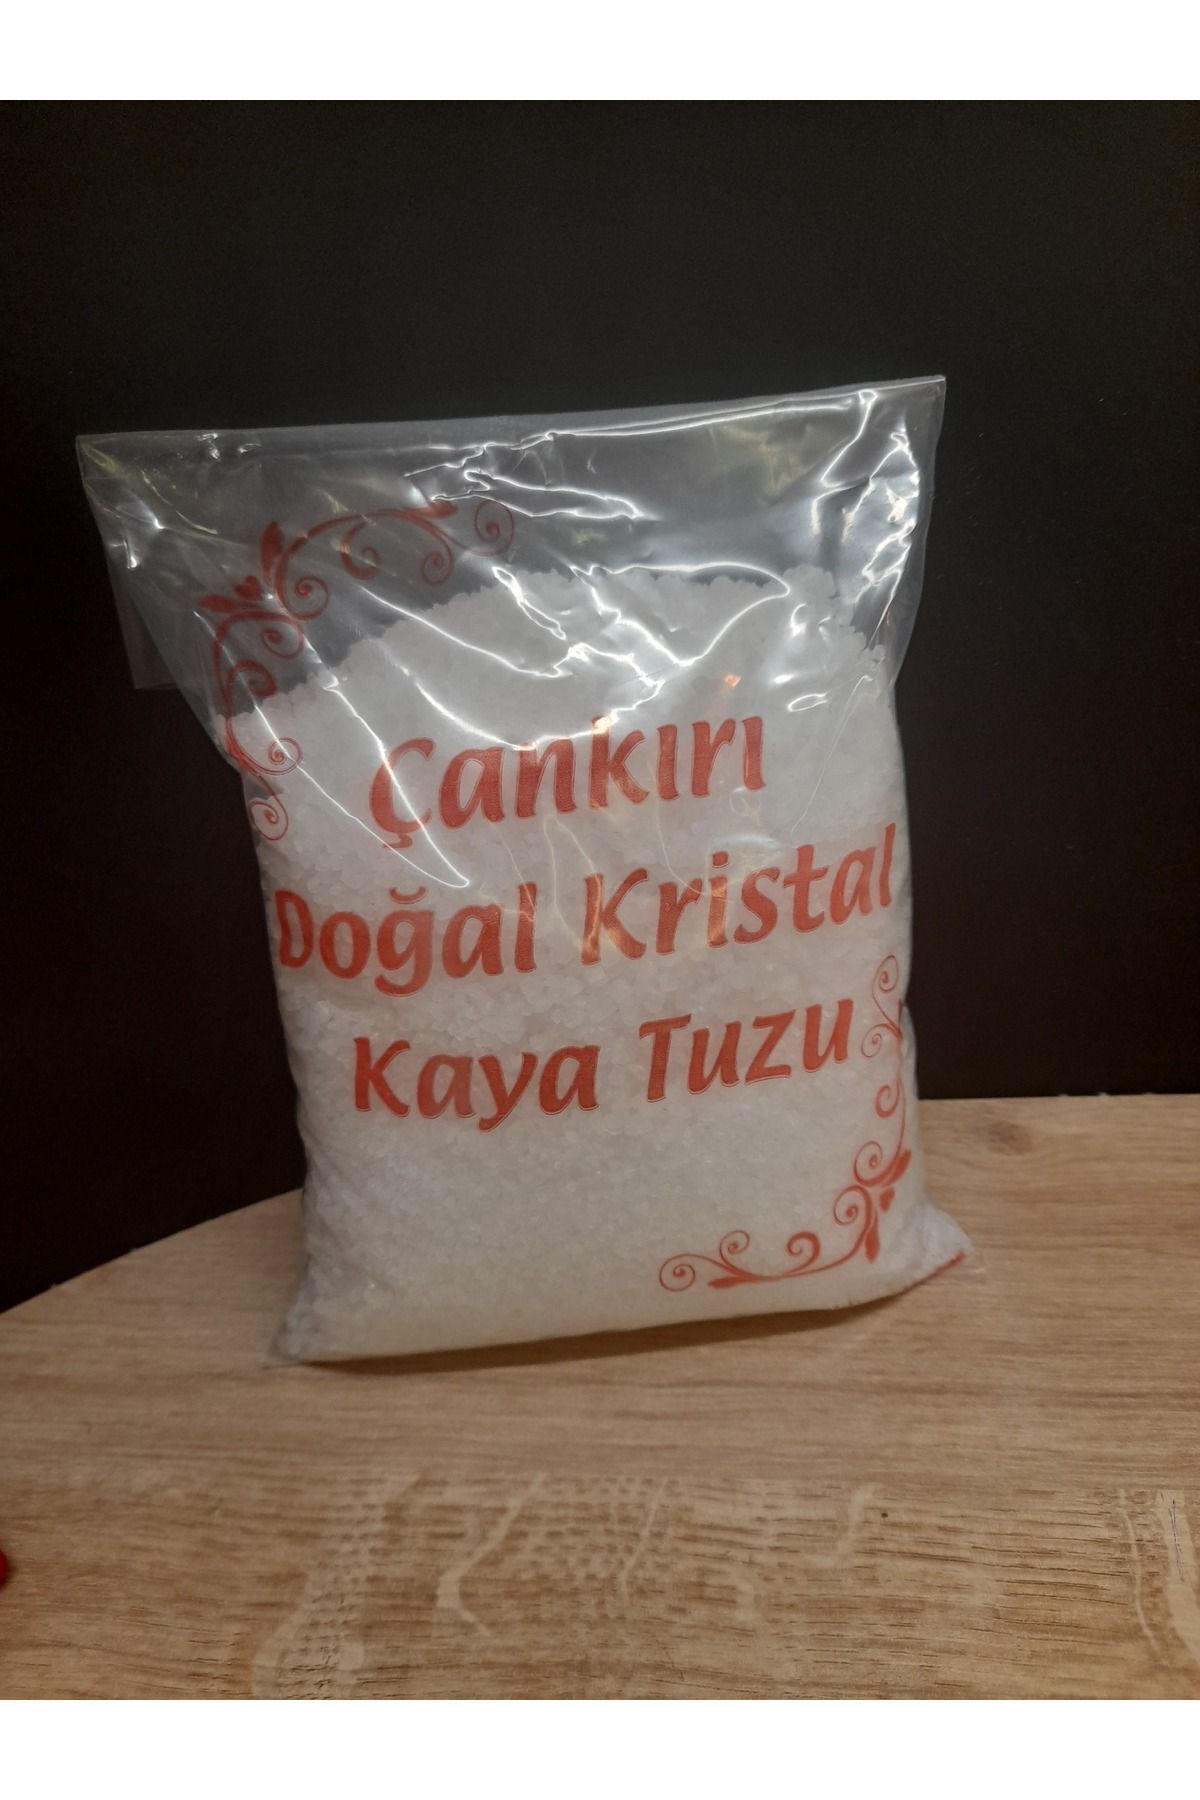 Çankırı
Doğal Kristal
Kaya Tuzu